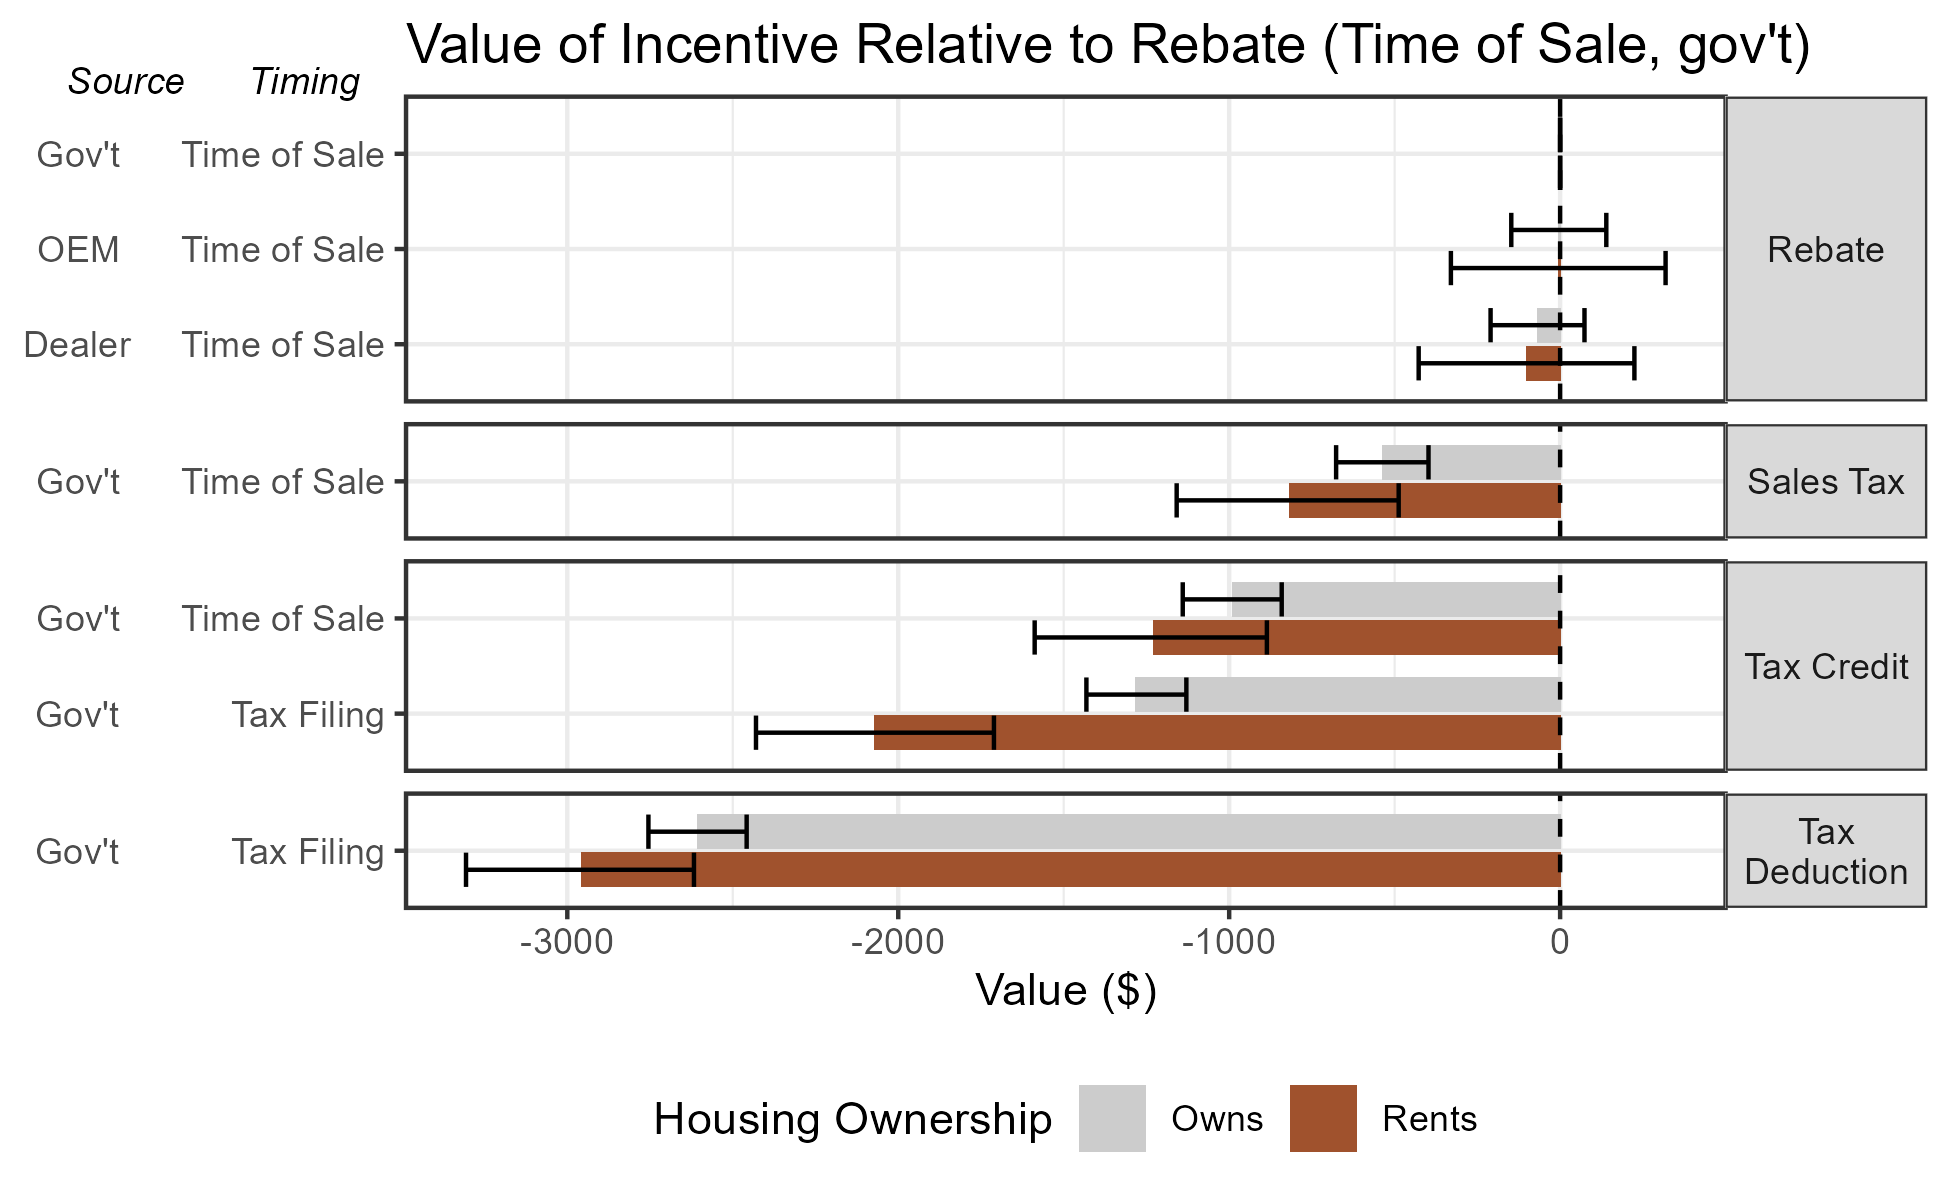 Value of Incentive Relative to Rebate (Time of Sale, gov't)
Source Timing
Gov't Time of Sale
OEM Time of Sale
Rebate
Dealer Time of Sale
Gov't Time of Sale
Sales Tax
Gov't Time of Sale
Tax Credit
Gov't Tax Filing
Gov't Tax Filing
Tax
Deduction
-3000 -2000 -1000 0
Value ($)
Housing Ownership Owns Rents